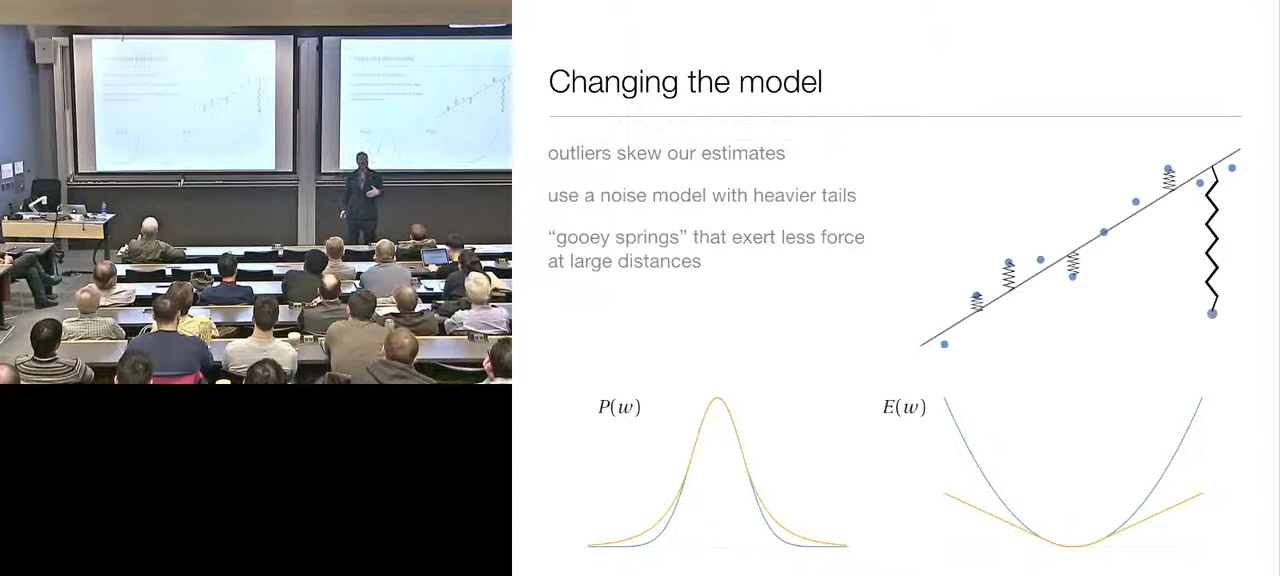 Changing the model
outliers skew our estimates
use a noise model with heavier tails
“gooey springs” that exert less force
at large distances
P(w)
E(w)